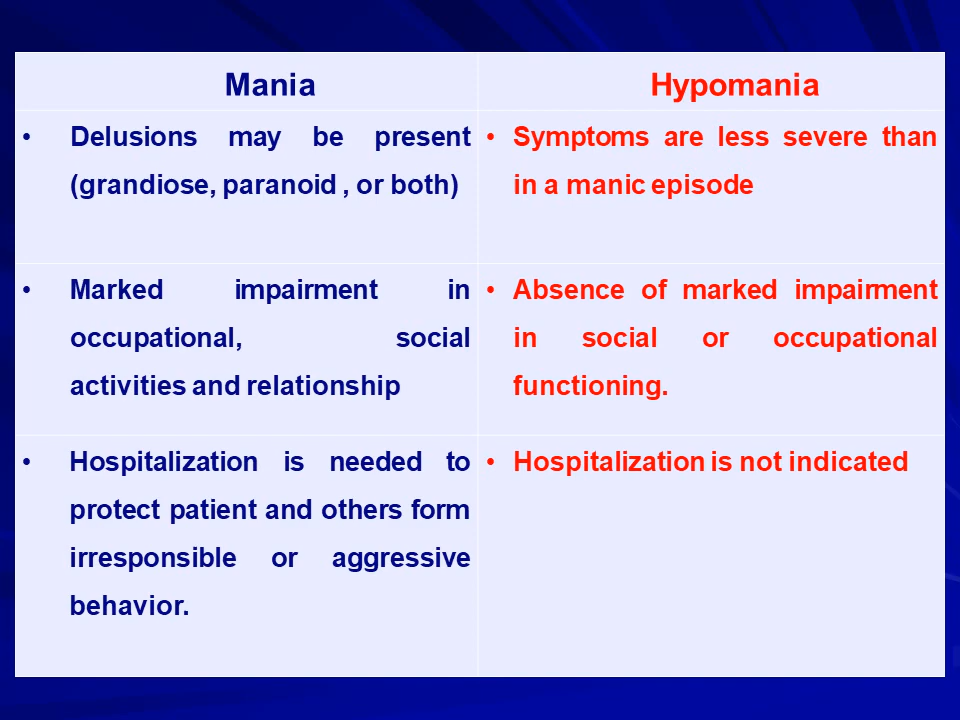 Mania
Hypomania
• Delusions may be present
(grandiose, paranoid , or both)
• Symptoms are less severe than
in a manic episode
• Marked impairment in
occupational, social
activities and relationship
• Absence of marked impairment
in social or occupational
functioning.
• Hospitalization is needed to
protect patient and others form
irresponsible or aggressive
behavior.
• Hospitalization is not indicated